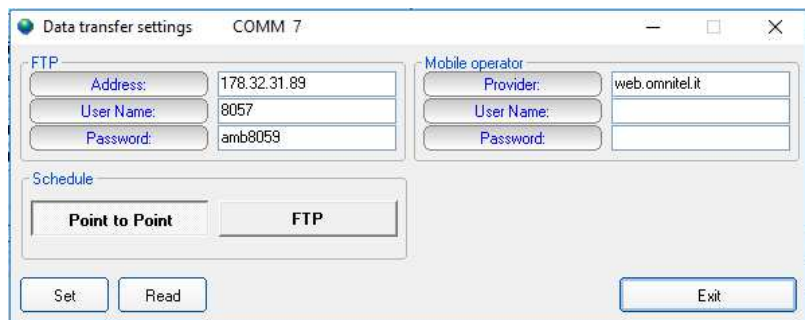 Data transfer settings COMM 7
FTP
Address: 178.32.31.89
User Name: 8057
Password: amb8059
Mobile operator
Provider: web.omnitel.it
User Name:
Password:
Schedule
Point to Point FTP
Set Read Exit